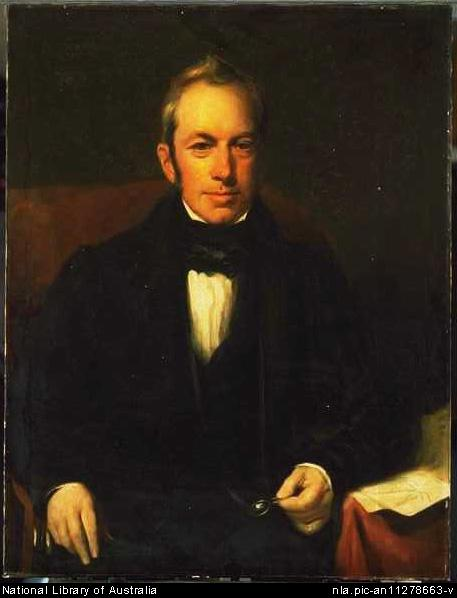 National Library of Australia
nla.pic-an11278663-v